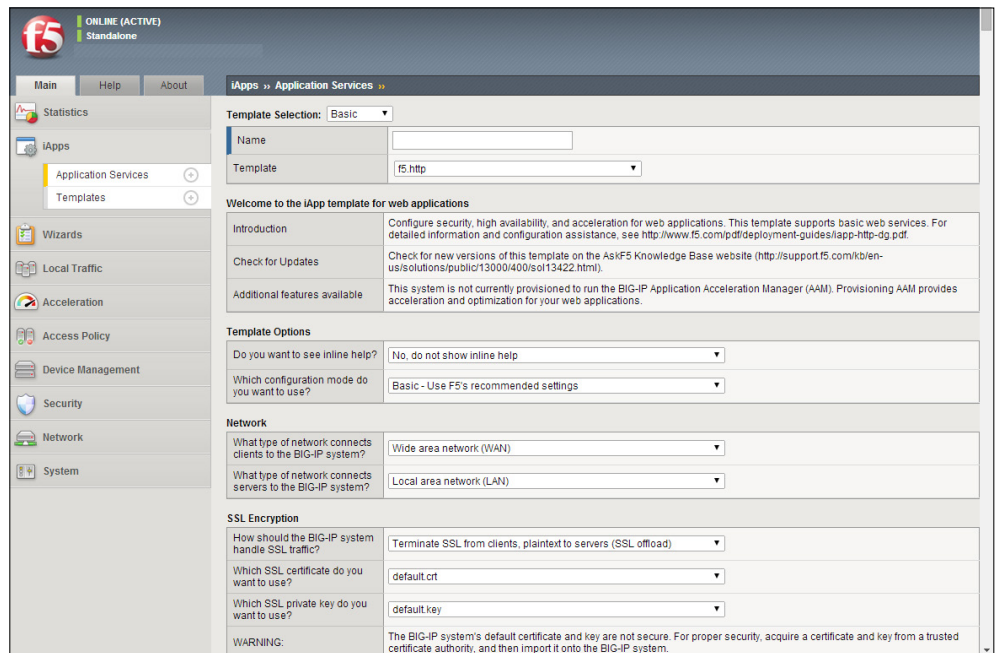 f5
ONLINE (ACTIVE)
Standalone
Main
Help
About
iApps ›› Application Services ››
Statistics
iApps
Application Services
Templates
Wizards
Local Traffic
Acceleration
Access Policy
Device Management
Security
Network
System
Template Selection: Basic
Name
Template
f5.http
Welcome to the iApp template for web applications
Introduction
Configure security, high availability, and acceleration for web applications. This template supports basic web services. For
detailed information and configuration assistance, see http://www.f5.com/pdf/deployment-guides/iapp-http-dg.pdf.
Check for Updates
Check for new versions of this template on the AskF5 Knowledge Base website (http://support.f5.com/kb/en-
us/solutions/public/13000/400/sol13422.html).
Additional features available
This system is not currently provisioned to run the BIG-IP Application Acceleration Manager (AAM). Provisioning AAM provides
acceleration and optimization for your web applications.
Template Options
Do you want to see inline help?
No, do not show inline help
Which configuration mode do
you want to use?
Basic - Use F5's recommended settings
Network
What type of network connects
clients to the BIG-IP system?
Wide area network (WAN)
What type of network connects
servers to the BIG-IP system?
Local area network (LAN)
SSL Encryption
How should the BIG-IP system
handle SSL traffic?
Terminate SSL from clients, plaintext to servers (SSL offload)
Which SSL certificate do you
want to use?
default.crt
Which SSL private key do you
want to use?
default.key
WARNING:
The BIG-IP system's default certificate and key are not secure. For proper security, acquire a certificate and key from a trusted
certificate authority, and then import it onto the BIG-IP system.